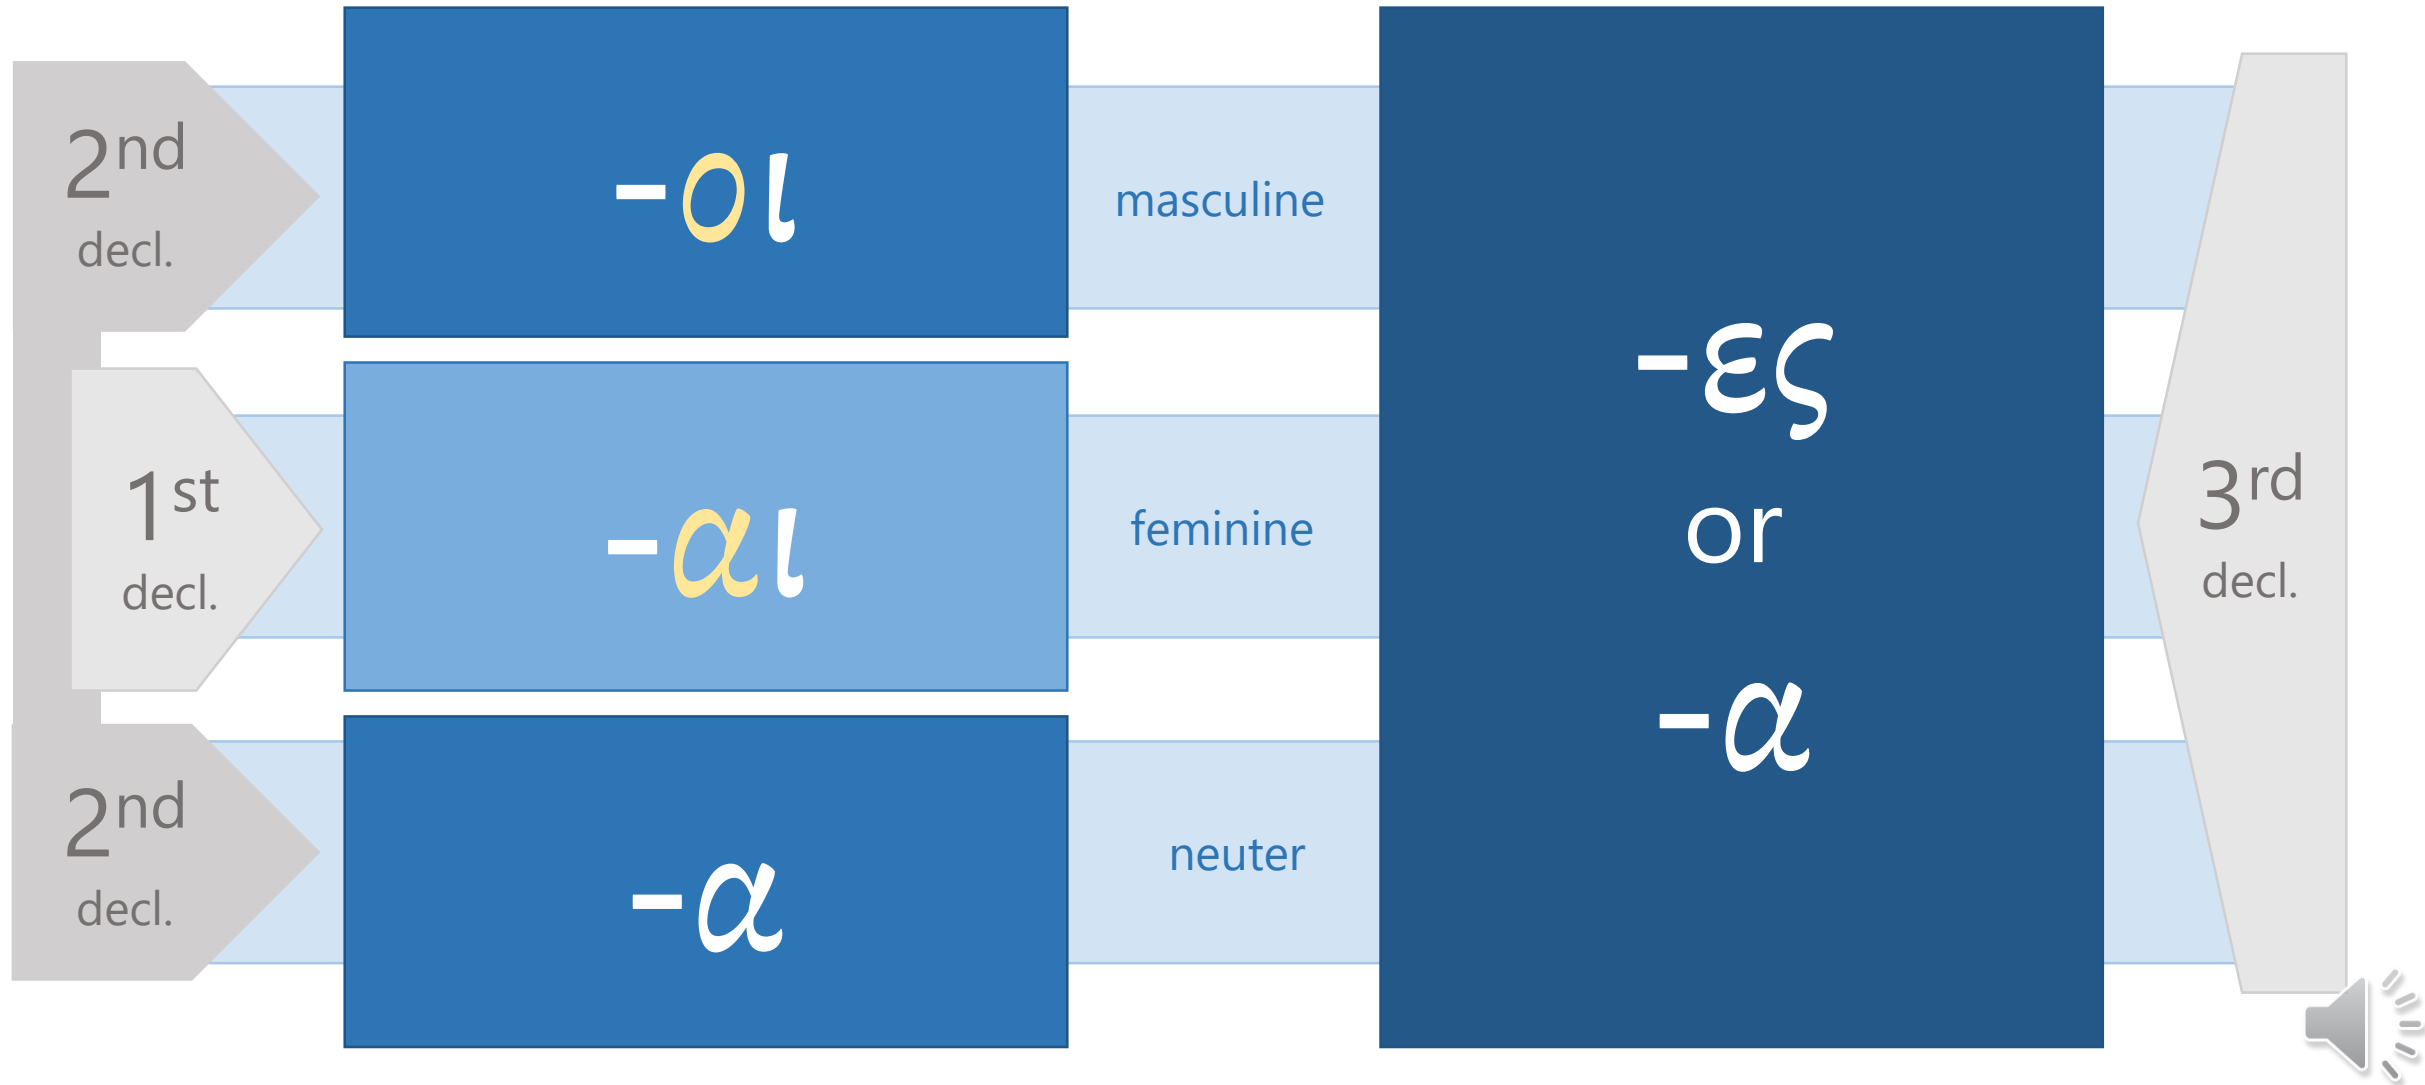 2nd
decl.
-οι
masculine
1st
decl.
-αι
feminine
2nd
decl.
-α
neuter
-ες
or
-α
3rd
decl.